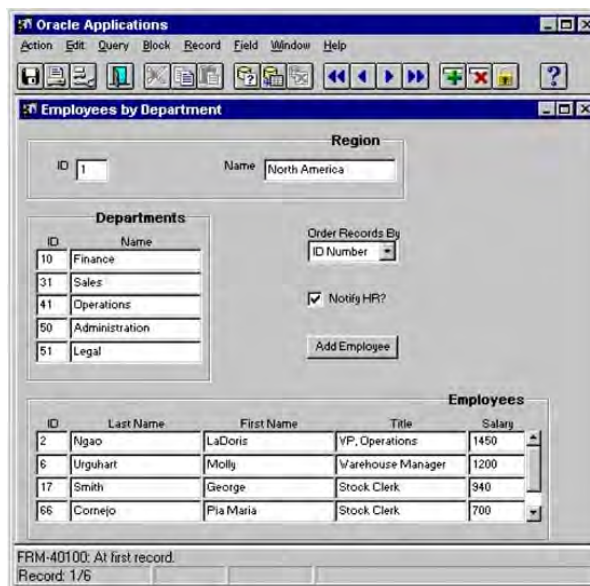 Oracle Applications
Action Edit Query Block Record Field Window Help
Employees by Department
Region
ID 1 Name North America
Departments
ID Name
10 Finance
31 Sales
41 Operations
50 Administration
51 Legal
Order Records By
ID Number
Notify HR?
Add Employee
Employees
ID Last Name First Name Title Salary
2 Ngao LaDoris VP, Operations 1450
6 Urguhart Molly Warehouse Manager 1200
17 Smith George Stock Clerk 940
66 Cornejo Pia Maria Stock Clerk 700
FRM-40100: At first record.
Record: 1/6